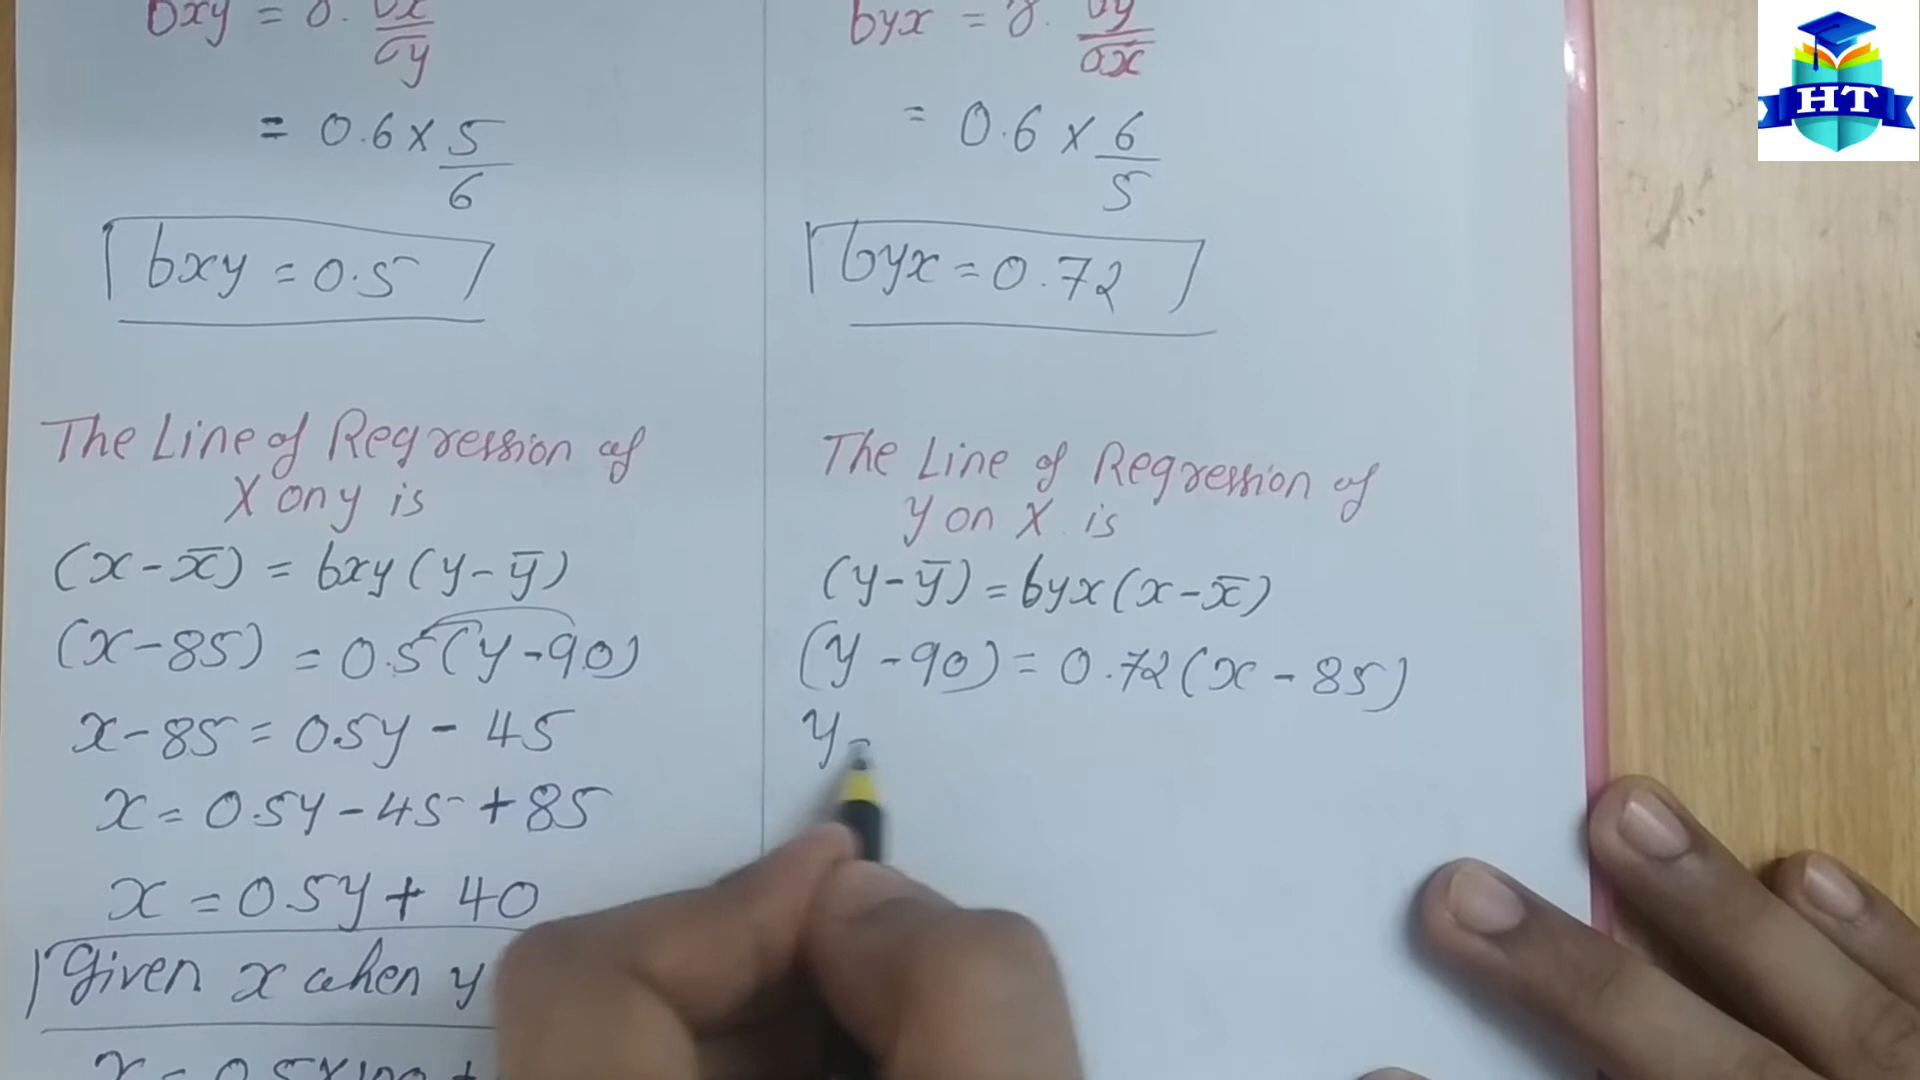 bxy = r. σx/σy
= 0.6 × 5/6
bxy = 0.5
The Line of Regression of
X on y is
(x - x̄) = bxy (y - ȳ)
(x - 85) = 0.5 (y - 90)
x - 85 = 0.5y - 45
x = 0.5y - 45 + 85
x = 0.5y + 40
Given x when y
x = 0.5×100 +
byx = r. σy/σx
= 0.6 × 6/5
byx = 0.72
The Line of Regression of
y on X is
(y - ȳ) = byx (x - x̄)
(y - 90) = 0.72 (x - 85)
y -
HT